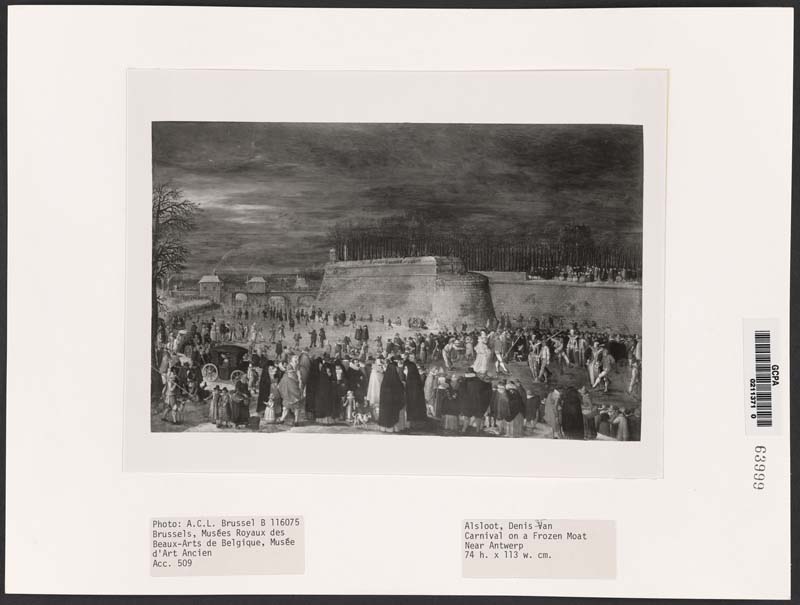 GCPA
0211371 0
63999
Photo: A.C.L. Brussel B 116075
Brussels, Musées Royaux des
Beaux-Arts de Belgique, Musée
d'Art Ancien
Acc. 509
Alsloot, Denis Van
Carnival on a Frozen Moat
Near Antwerp
74 h. x 113 w. cm.